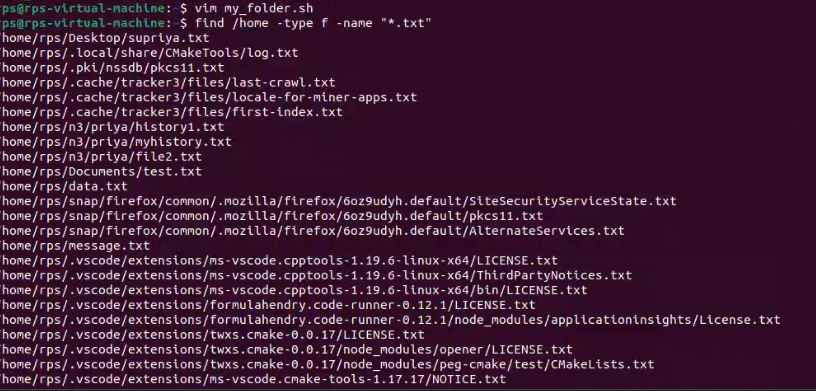 rps@rps-virtual-machine:~$ vim my_folder.sh
rps@rps-virtual-machine:~$ find /home -type f -name "*.txt"
/home/rps/Desktop/supriya.txt
/home/rps/.local/share/CMakeTools/log.txt
/home/rps/.pki/nssdb/pkcs11.txt
/home/rps/.cache/tracker3/files/last-crawl.txt
/home/rps/.cache/tracker3/files/locale-for-miner-apps.txt
/home/rps/.cache/tracker3/files/first-index.txt
/home/rps/n3/priya/history1.txt
/home/rps/n3/priya/myhistory.txt
/home/rps/n3/priya/file2.txt
/home/rps/Documents/test.txt
/home/rps/data.txt
/home/rps/snap/firefox/common/.mozilla/firefox/6oz9udyh.default/SiteSecurityServiceState.txt
/home/rps/snap/firefox/common/.mozilla/firefox/6oz9udyh.default/pkcs11.txt
/home/rps/snap/firefox/common/.mozilla/firefox/6oz9udyh.default/AlternateServices.txt
/home/rps/message.txt
/home/rps/.vscode/extensions/ms-vscode.cpptools-1.19.6-linux-x64/LICENSE.txt
/home/rps/.vscode/extensions/ms-vscode.cpptools-1.19.6-linux-x64/ThirdPartyNotices.txt
/home/rps/.vscode/extensions/ms-vscode.cpptools-1.19.6-linux-x64/bin/LICENSE.txt
/home/rps/.vscode/extensions/formulahendry.code-runner-0.12.1/LICENSE.txt
/home/rps/.vscode/extensions/formulahendry.code-runner-0.12.1/node_modules/applicationinsights/License.txt
/home/rps/.vscode/extensions/twxs.cmake-0.0.17/LICENSE.txt
/home/rps/.vscode/extensions/twxs.cmake-0.0.17/node_modules/opener/LICENSE.txt
/home/rps/.vscode/extensions/twxs.cmake-0.0.17/node_modules/peg-cmake/test/CMakeLists.txt
/home/rps/.vscode/extensions/ms-vscode.cmake-tools-1.17.17/NOTICE.txt